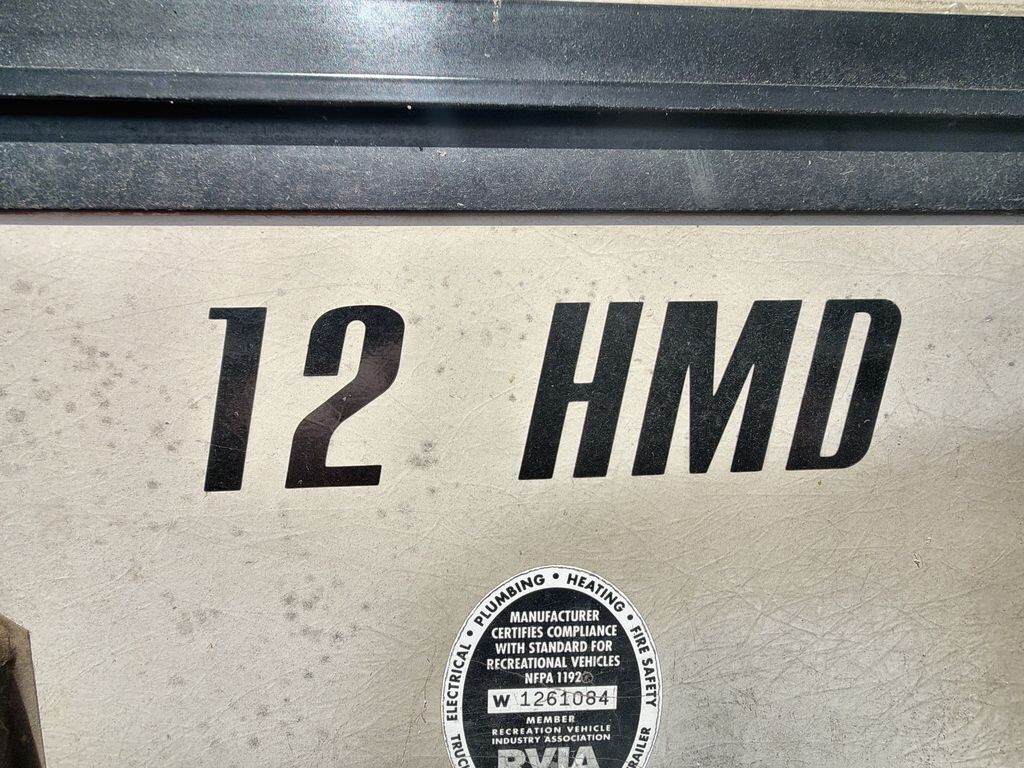 12 HMD
ELECTRICAL • PLUMBING • HEATING • FIRE SAFETY
MANUFACTURER
CERTIFIES COMPLIANCE
WITH STANDARD FOR
RECREATIONAL VEHICLES
NFPA 1192
W 1261084
MEMBER
RECREATION VEHICLE
INDUSTRY ASSOCIATION
RVIA